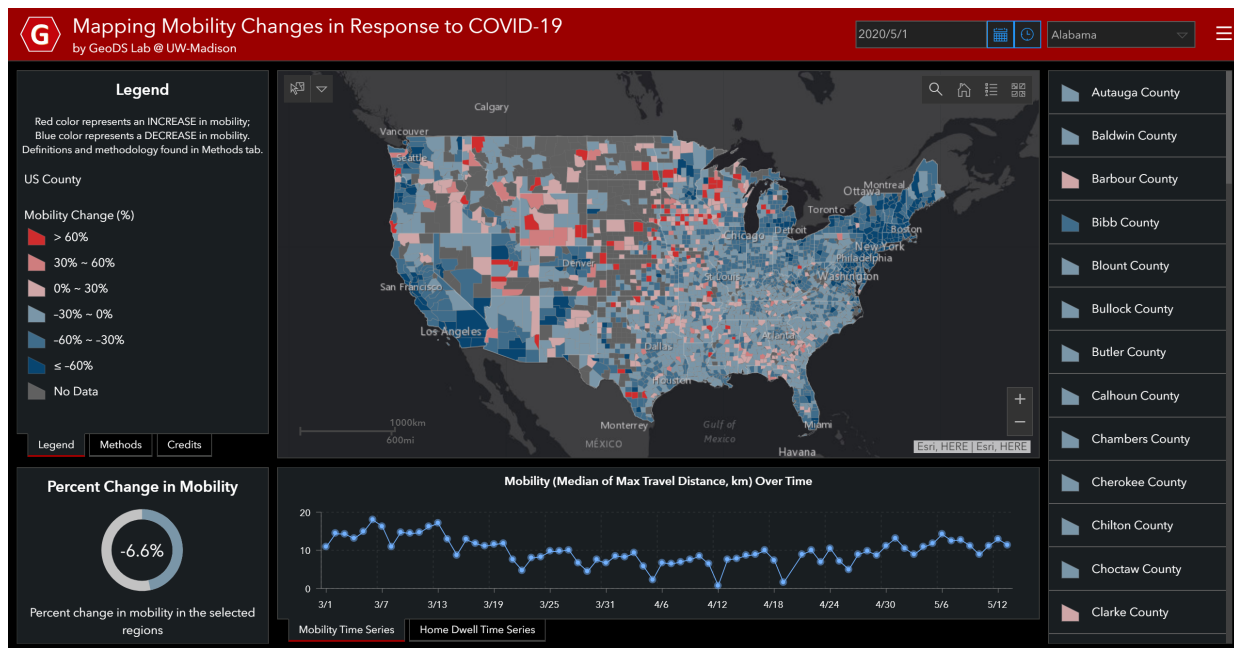 G
Mapping Mobility Changes in Response to COVID-19
by GeoDS Lab @ UW-Madison
2020/5/1
Alabama
Legend
Red color represents an INCREASE in mobility;
Blue color represents a DECREASE in mobility.
Definitions and methodology found in Methods tab.
US County
Mobility Change (%)
> 60%
30% ~ 60%
0% ~ 30%
-30% ~ 0%
-60% ~ -30%
≤ -60%
No Data
Legend Methods Credits
Calgary
Vancouver
Seattle
Montreal
Ottawa
Toronto
Boston
Detroit
Chicago
New York
Philadelphia
Denver
St Louis
Washington
San Francisco
Los Angeles
Atlanta
Dallas
Houston
1000km
600mi
Monterrey
Gulf of
Mexico
Miami
MÉXICO
Havana
Esri, HERE | Esri, HERE
Autauga County
Baldwin County
Barbour County
Bibb County
Blount County
Bullock County
Butler County
Calhoun County
Chambers County
Cherokee County
Chilton County
Choctaw County
Clarke County
Percent Change in Mobility
-6.6%
Percent change in mobility in the selected
regions
Mobility (Median of Max Travel Distance, km) Over Time
20
10
0
3/1 3/7 3/13 3/19 3/25 3/31 4/6 4/12 4/18 4/24 4/30 5/6 5/12
Mobility Time Series Home Dwell Time Series